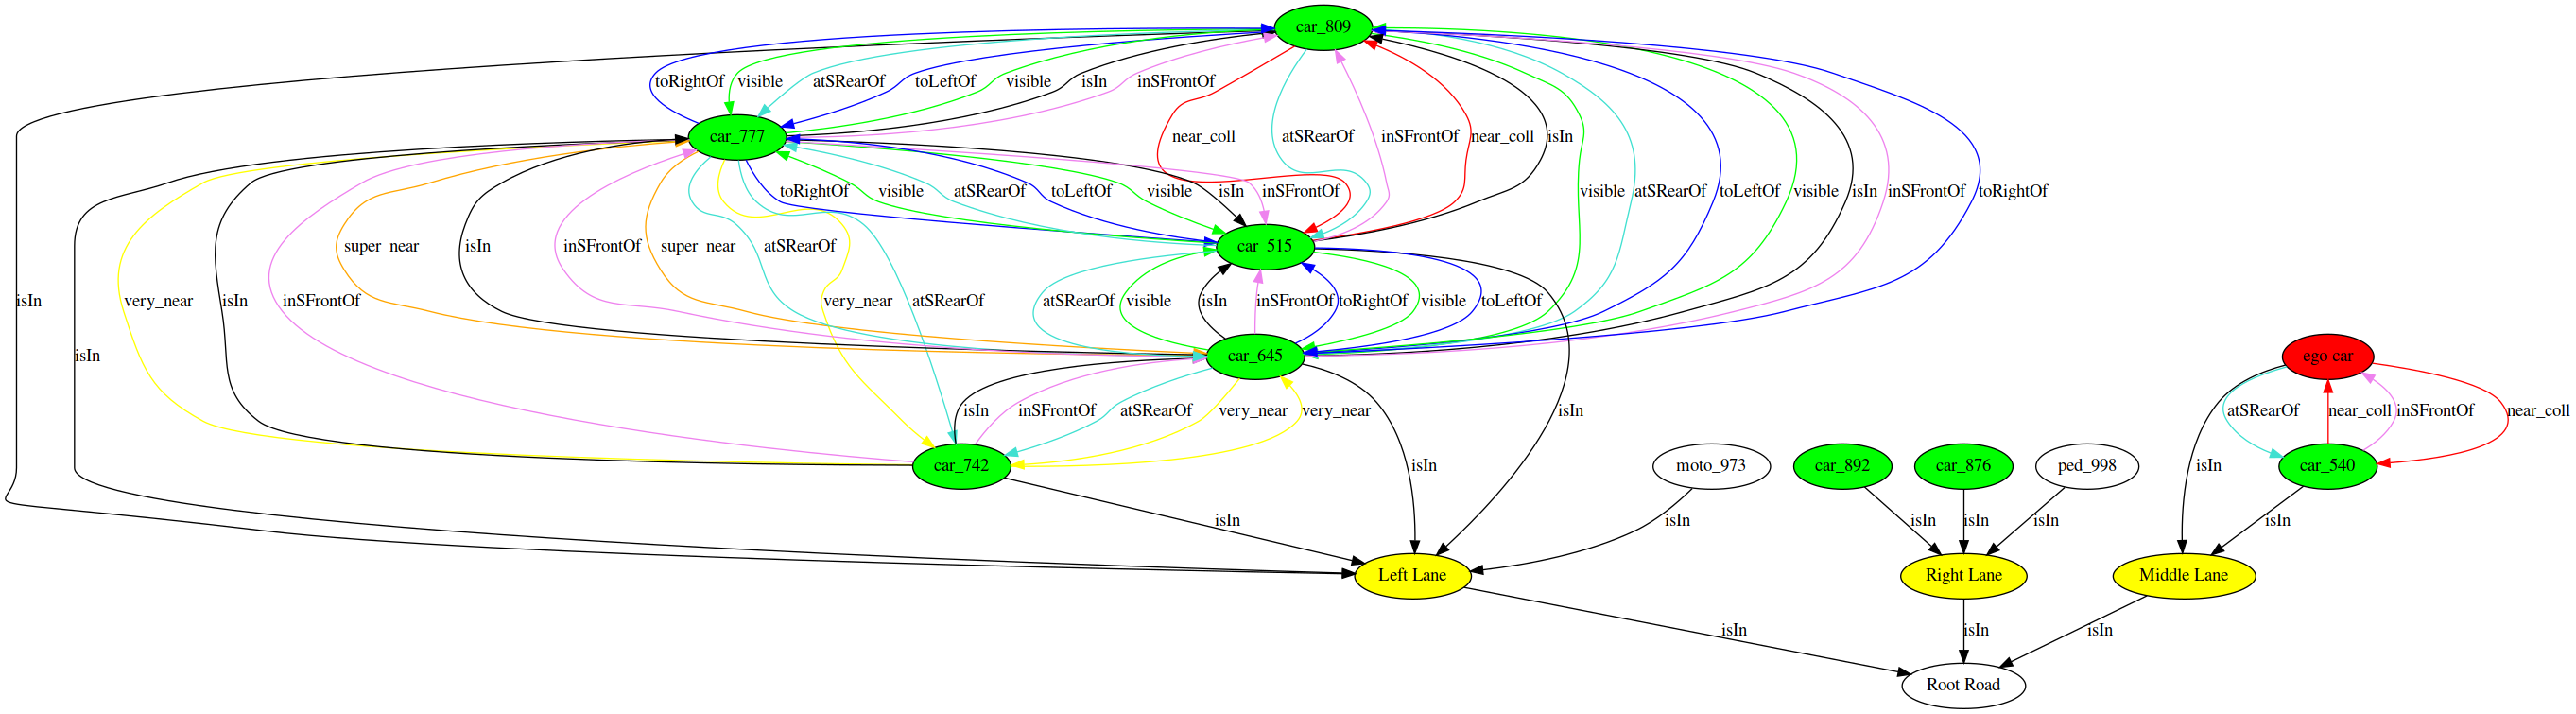 car_809
toRightOf visible atSRearOf toLeftOf visible isIn inSFrontOf
car_777 near_coll atSRearOf inSFrontOf near_coll isIn
toRightOf visible atSRearOf toLeftOf visible isIn inSFrontOf visible atSRearOf toLeftOf visible isIn inSFrontOf toRightOf
super_near isIn inSFrontOf super_near atSRearOf car_515
isIn very_near isIn inSFrontOf very_near atSRearOf atSRearOf visible isIn inSFrontOf toRightOf visible toLeftOf
isIn car_645 ego car
isIn inSFrontOf atSRearOf very_near very_near isIn atSRearOf near_coll inSFrontOf near_coll
car_742 isIn moto_973 car_892 car_876 ped_998 isIn car_540
isIn isIn isIn isIn isIn isIn
Left Lane Right Lane Middle Lane
isIn isIn isIn
Root Road